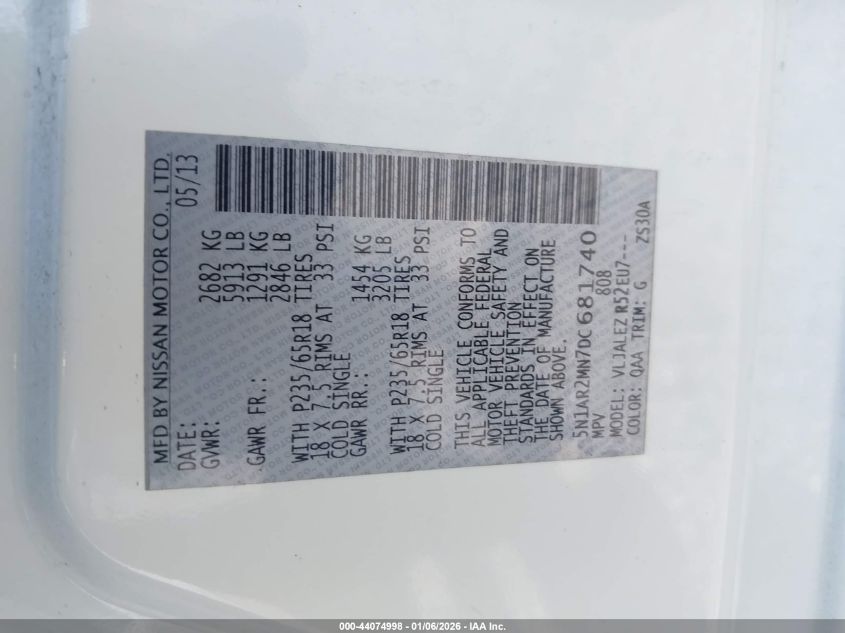 MFD BY NISSAN MOTOR CO., LTD.
DATE: 05/13
GVWR: 2682 KG
5913 LB
GAWR FR.: 1291 KG
2846 LB
WITH P235/65R18 TIRES
18 X 7.5 RIMS AT 33 PSI
COLD SINGLE
GAWR RR.: 1454 KG
3205 LB
WITH P235/65R18 TIRES
18 X 7.5 RIMS AT 33 PSI
COLD SINGLE
THIS VEHICLE CONFORMS TO
ALL APPLICABLE FEDERAL
MOTOR VEHICLE SAFETY AND
THEFT PREVENTION
STANDARDS IN EFFECT ON
THE DATE OF MANUFACTURE
SHOWN ABOVE.
5N1AR2MN7DC681740
MPV 808
MODEL: VLJALEZ R52EU7---
COLOR: QAA TRIM: G ZS30A
000-44074998 - 01/06/2026 - IAA Inc.